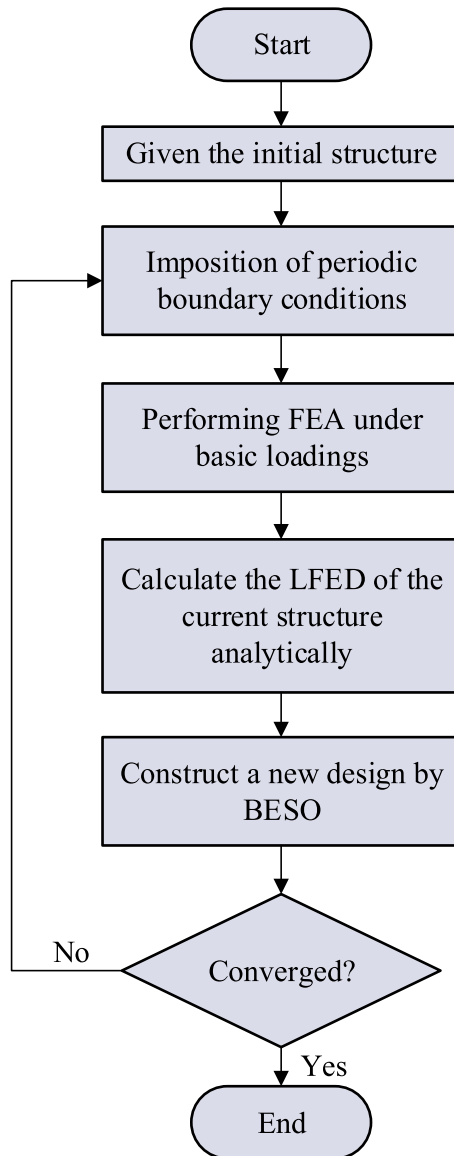 Start
Given the initial structure
Imposition of periodic
boundary conditions
Performing FEA under
basic loadings
Calculate the LFED of the
current structure
analytically
Construct a new design by
BESO
No
Converged?
Yes
End